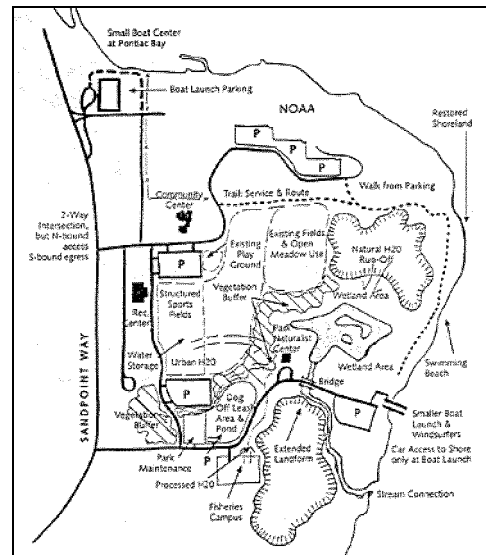 Small Boat Center
at Pontiac Bay
Boat Launch Parking
NOAA
Restored
Shoreland
P
P
P
Community
Center
Trail: Service & Route
Walk from Parking
2-Way
Intersection,
but N-bound
access
S-bound egress
Existing
Play
Ground
Existing Fields
& Open
Meadow Use
Natural H20
Run-Off
P
Vegetation
Buffer
Wetland Area
Rec.
Center
Structured
Sports
Fields
Park
Naturalist
Center
Water
Storage
Urban H20
Wetland Area
Swimming
Beach
SANDPOINT WAY
P
Bridge
Vegetation
Buffer
Dog
Off Leash
Area &
Pond
P
Smaller Boat
Launch &
Windsurfers
Extended
Landform
Car Access to Shore
only at Boat Launch
Park
Maintenance
P
Processed H20
Stream Connection
Fisheries
Campus